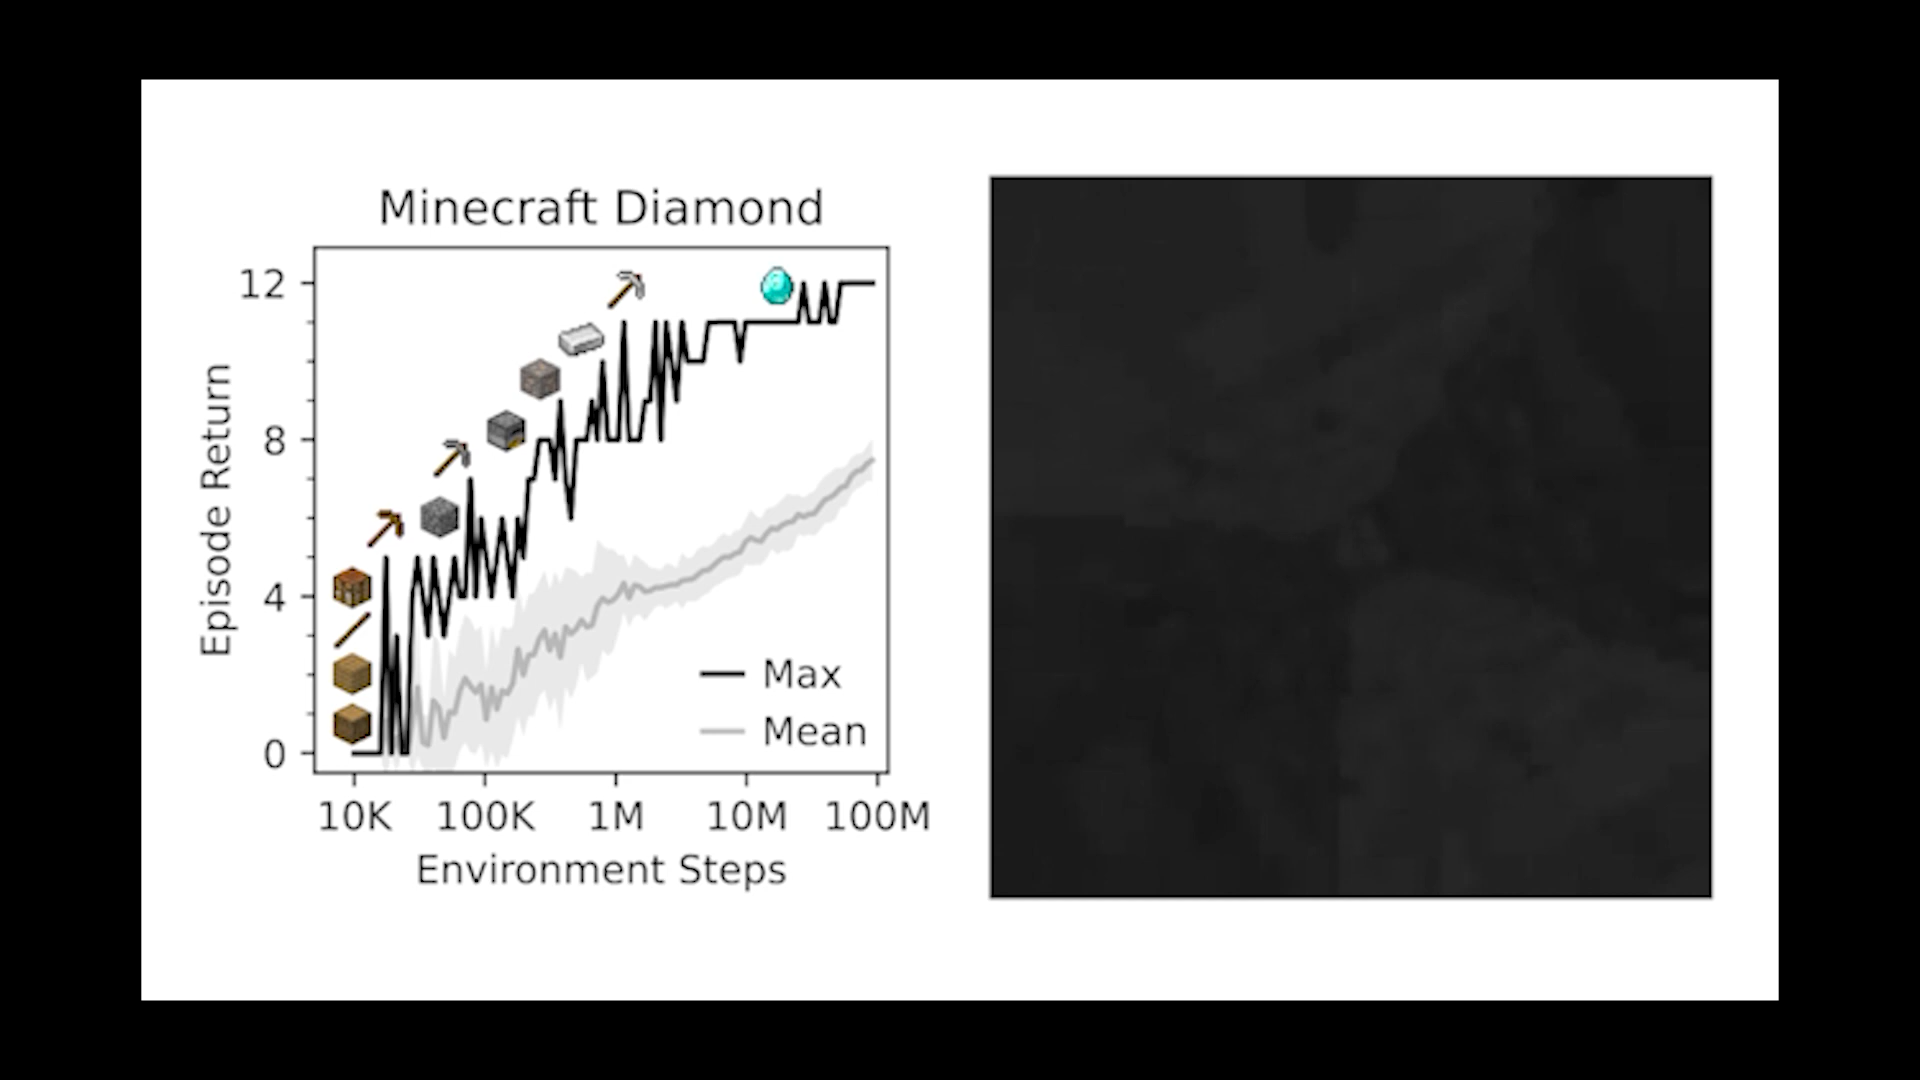 Minecraft Diamond
12
8
4
0
Episode Return
Max
Mean
10K 100K 1M 10M 100M
Environment Steps